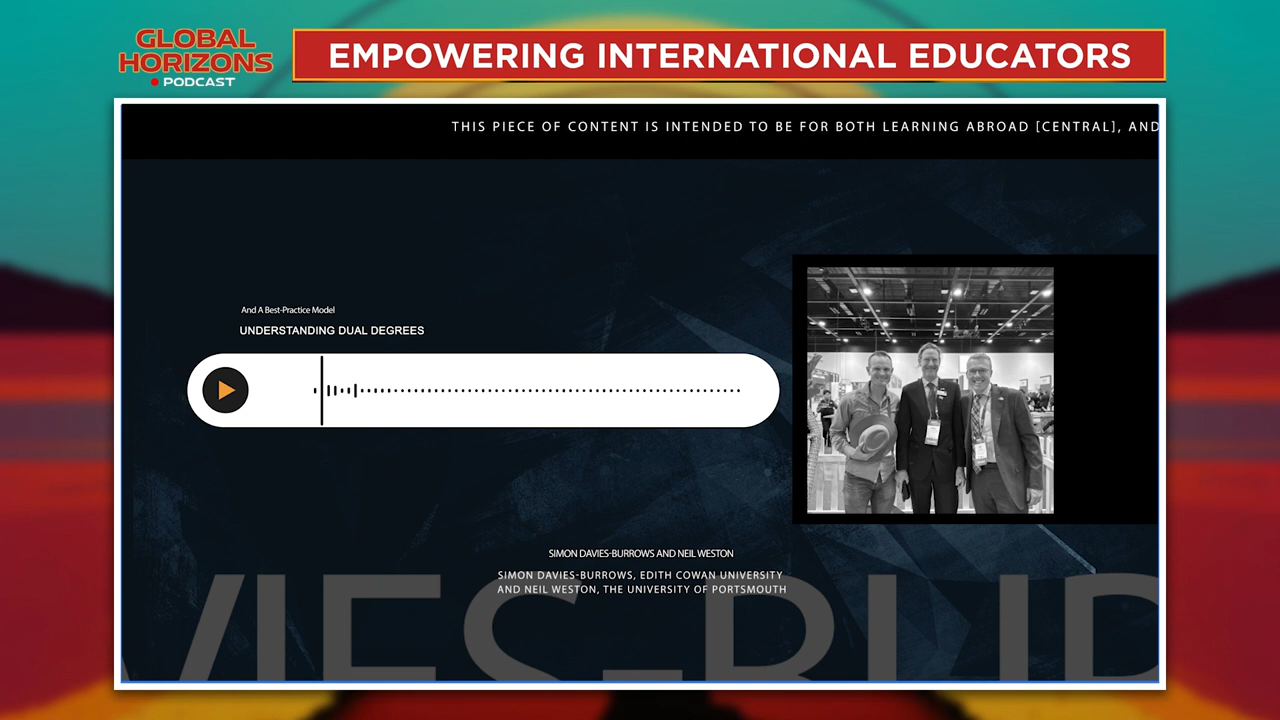 GLOBAL
HORIZONS
PODCAST
EMPOWERING INTERNATIONAL EDUCATORS
THIS PIECE OF CONTENT IS INTENDED TO BE FOR BOTH LEARNING ABROAD [CENTRAL], AND
And A Best-Practice Model
UNDERSTANDING DUAL DEGREES
SIMON DAVIES-BURROWS AND NEIL WESTON
SIMON DAVIES-BURROWS, EDITH COWAN UNIVERSITY
AND NEIL WESTON, THE UNIVERSITY OF PORTSMOUTH
VIES-BUR